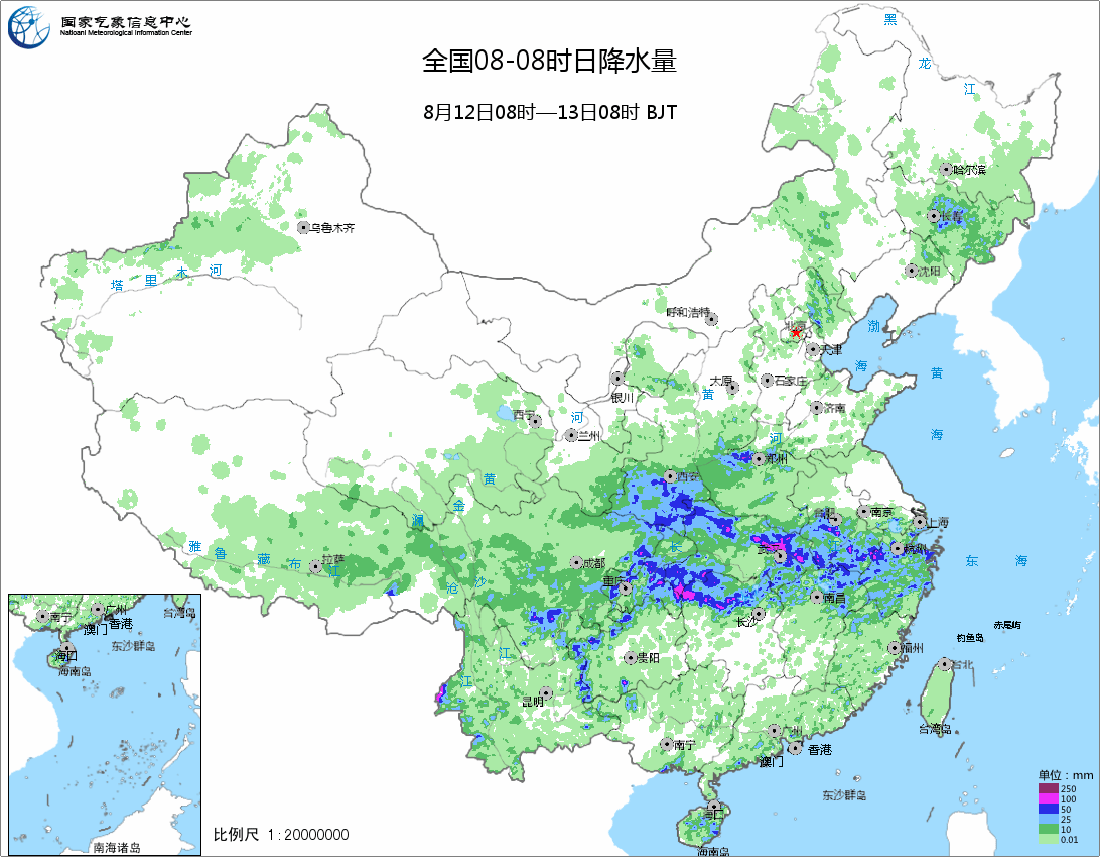 国家气象信息中心
National Meteorological Information Center
全国08-08时日降水量
8月12日08时—13日08时 BJT
黑
龙
江
哈尔滨
长春
沈阳
乌鲁木齐
塔 里 木 河
呼和浩特
北京
天津
渤
海
黄
海
银川
太原
石家庄
黄
济南
西宁
河
兰州
河
郑州
西安
黄
金
澜
合肥
南京
上海
雅 鲁 藏 布 江
拉萨
长
武汉
江
杭州
东 海
成都
重庆
怒
沙
南昌
长沙
赤尾屿
钓鱼岛
福州
台北
江
贵阳
江
昆明
台湾岛
广州
南宁
香港
澳门
东沙群岛
海口
海南岛
南宁
广州
台湾岛
香港
澳门
东沙群岛
海口
海南岛
南海诸岛
比例尺 1:20000000
单位：mm
250
100
50
25
10
0.01